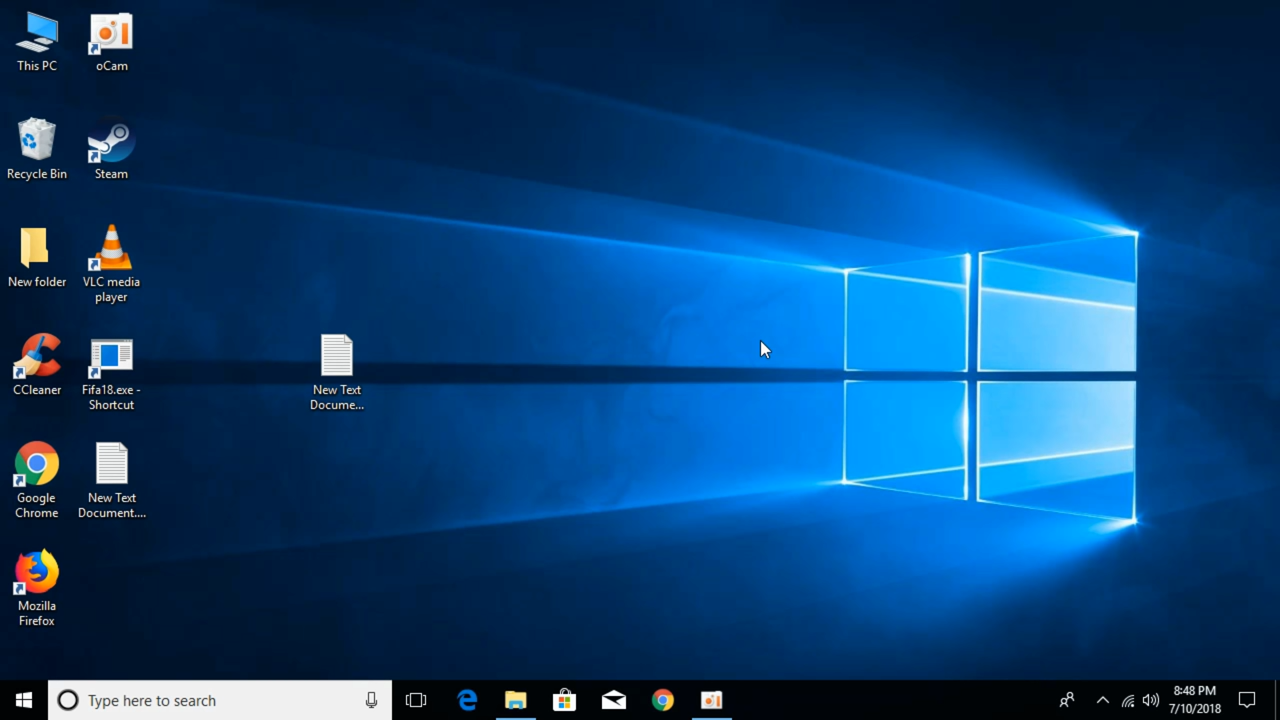 This PC
oCam
Recycle Bin
Steam
New folder
VLC media
player
CCleaner
Fifa18.exe -
Shortcut
New Text
Docume...
Google
Chrome
New Text
Document....
Mozilla
Firefox
Type here to search
8:48 PM
7/10/2018